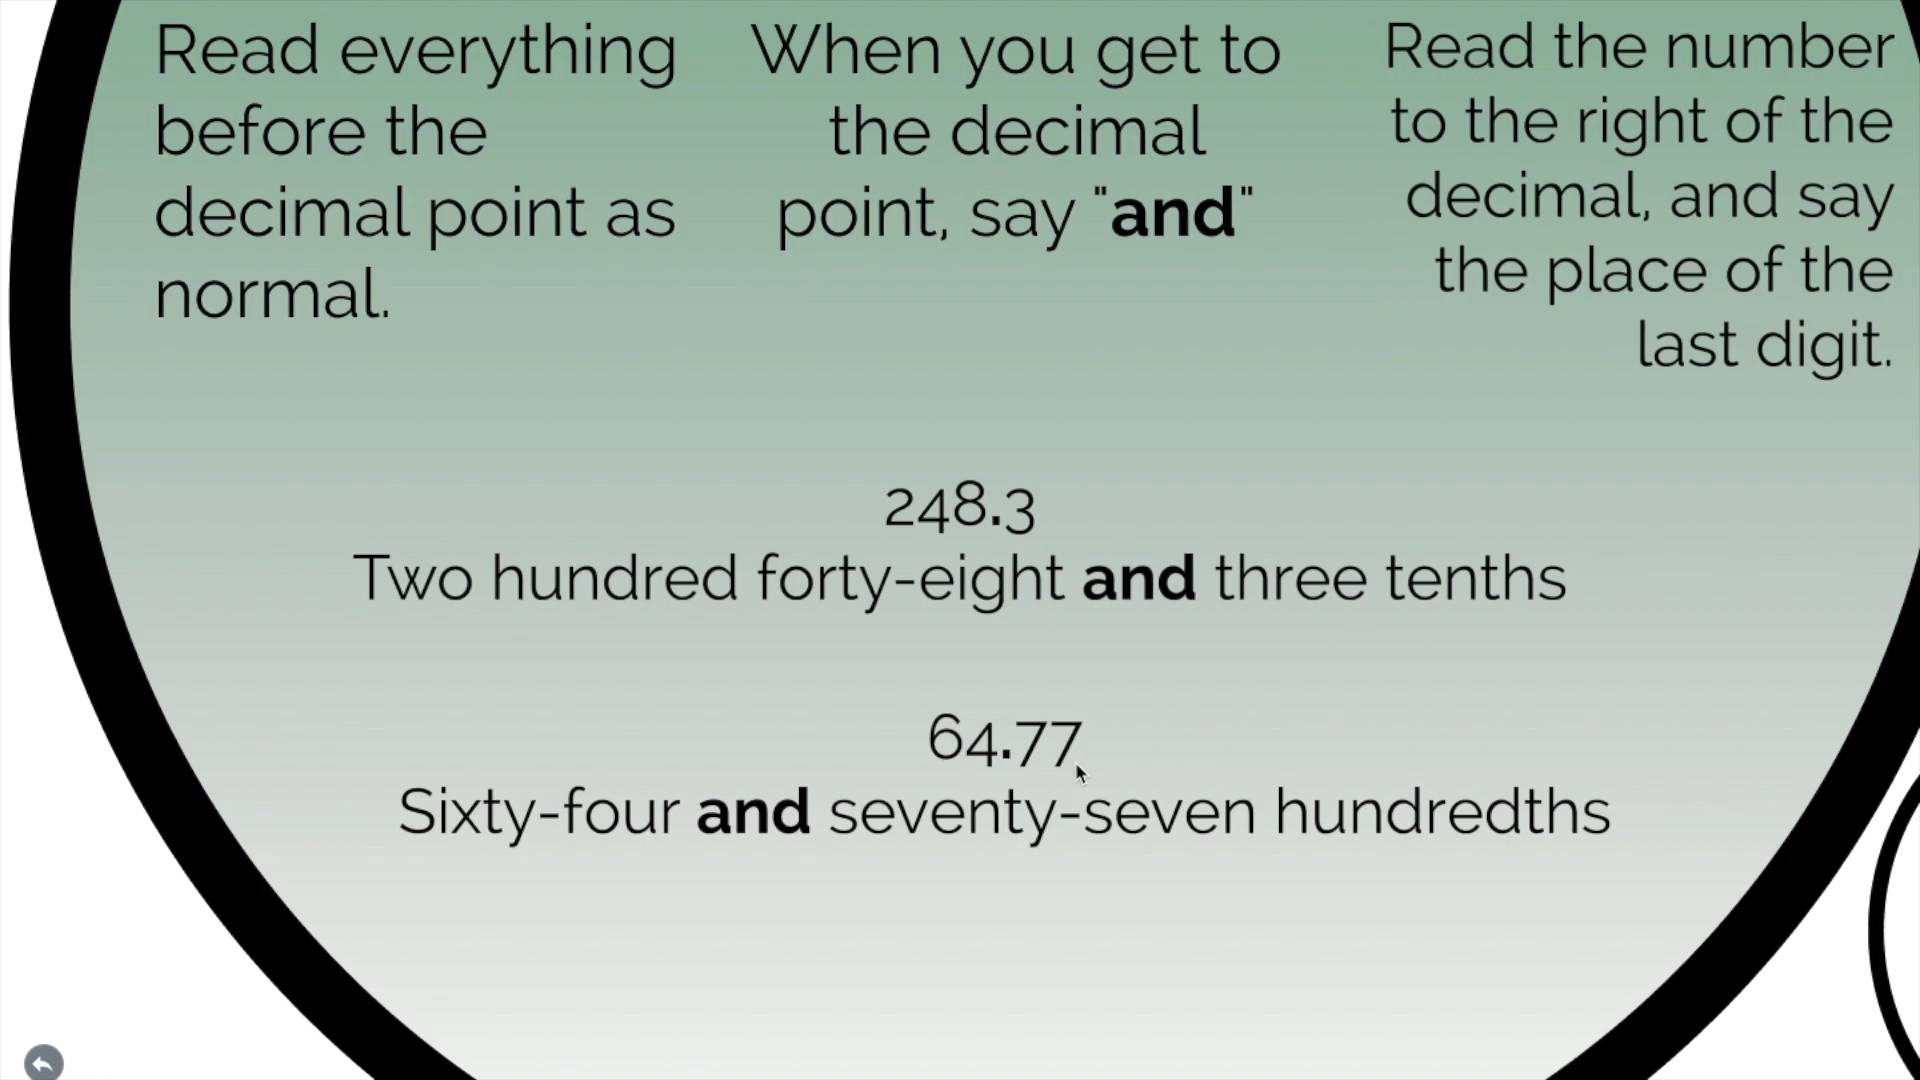 Read everything
before the
decimal point as
normal.
When you get to
the decimal
point, say "and"
Read the number
to the right of the
decimal, and say
the place of the
last digit.
248.3
Two hundred forty-eight and three tenths
64.77
Sixty-four and seventy-seven hundredths